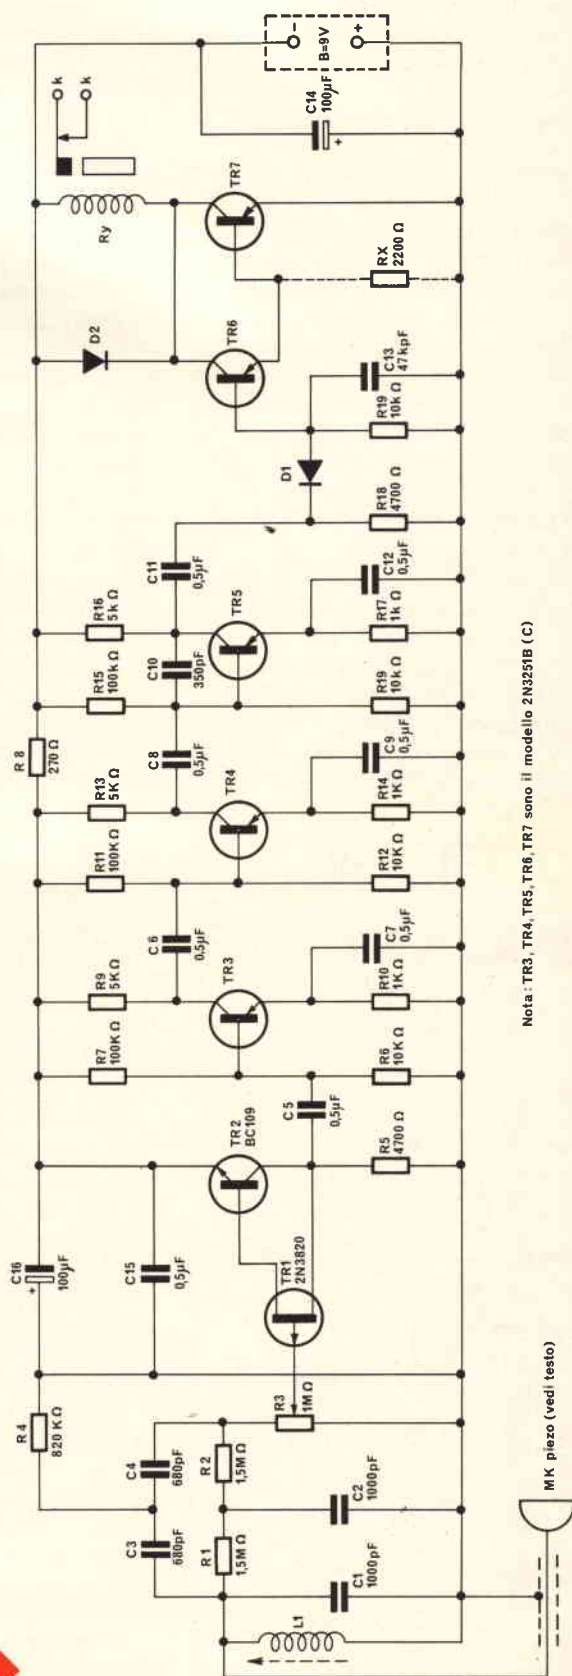 MK piezo (vedi testo)
L1
C1
1000pF
C3
680pF
R1
1,5M Ω
C2
1000pF
C4
680pF
R2
1,5M Ω
R 4
820 K Ω
R3
1M Ω
TR1
2N3820
C16
+
100µF
C15
0,5µF
TR2
BC109
R5
4700 Ω
C 5
0,5µF
R7
100K Ω
R6
10K Ω
R9
5K Ω
TR3
R10
1K Ω
C7
0,5µF
C 6
0,5µF
R11
100K Ω
R12
10K Ω
R13
5K Ω
TR4
R14
1K Ω
C9
0,5µF
R 8
270 Ω
C 8
0,5µF
R15
100k Ω
R19
10k Ω
C10
350pF
R16
5k Ω
TR5
R17
1k Ω
C12
0,5µF
C11
0,5µF
R18
4700 Ω
D1
R19
10k Ω
C13
47kpF
D2
TR6
Ry
TR7
RX
2200 Ω
k
k
C14
100µF
+
−
B=9V
+
Nota : TR3, TR4, TR5, TR6, TR7 sono il modello 2N3251B (C)